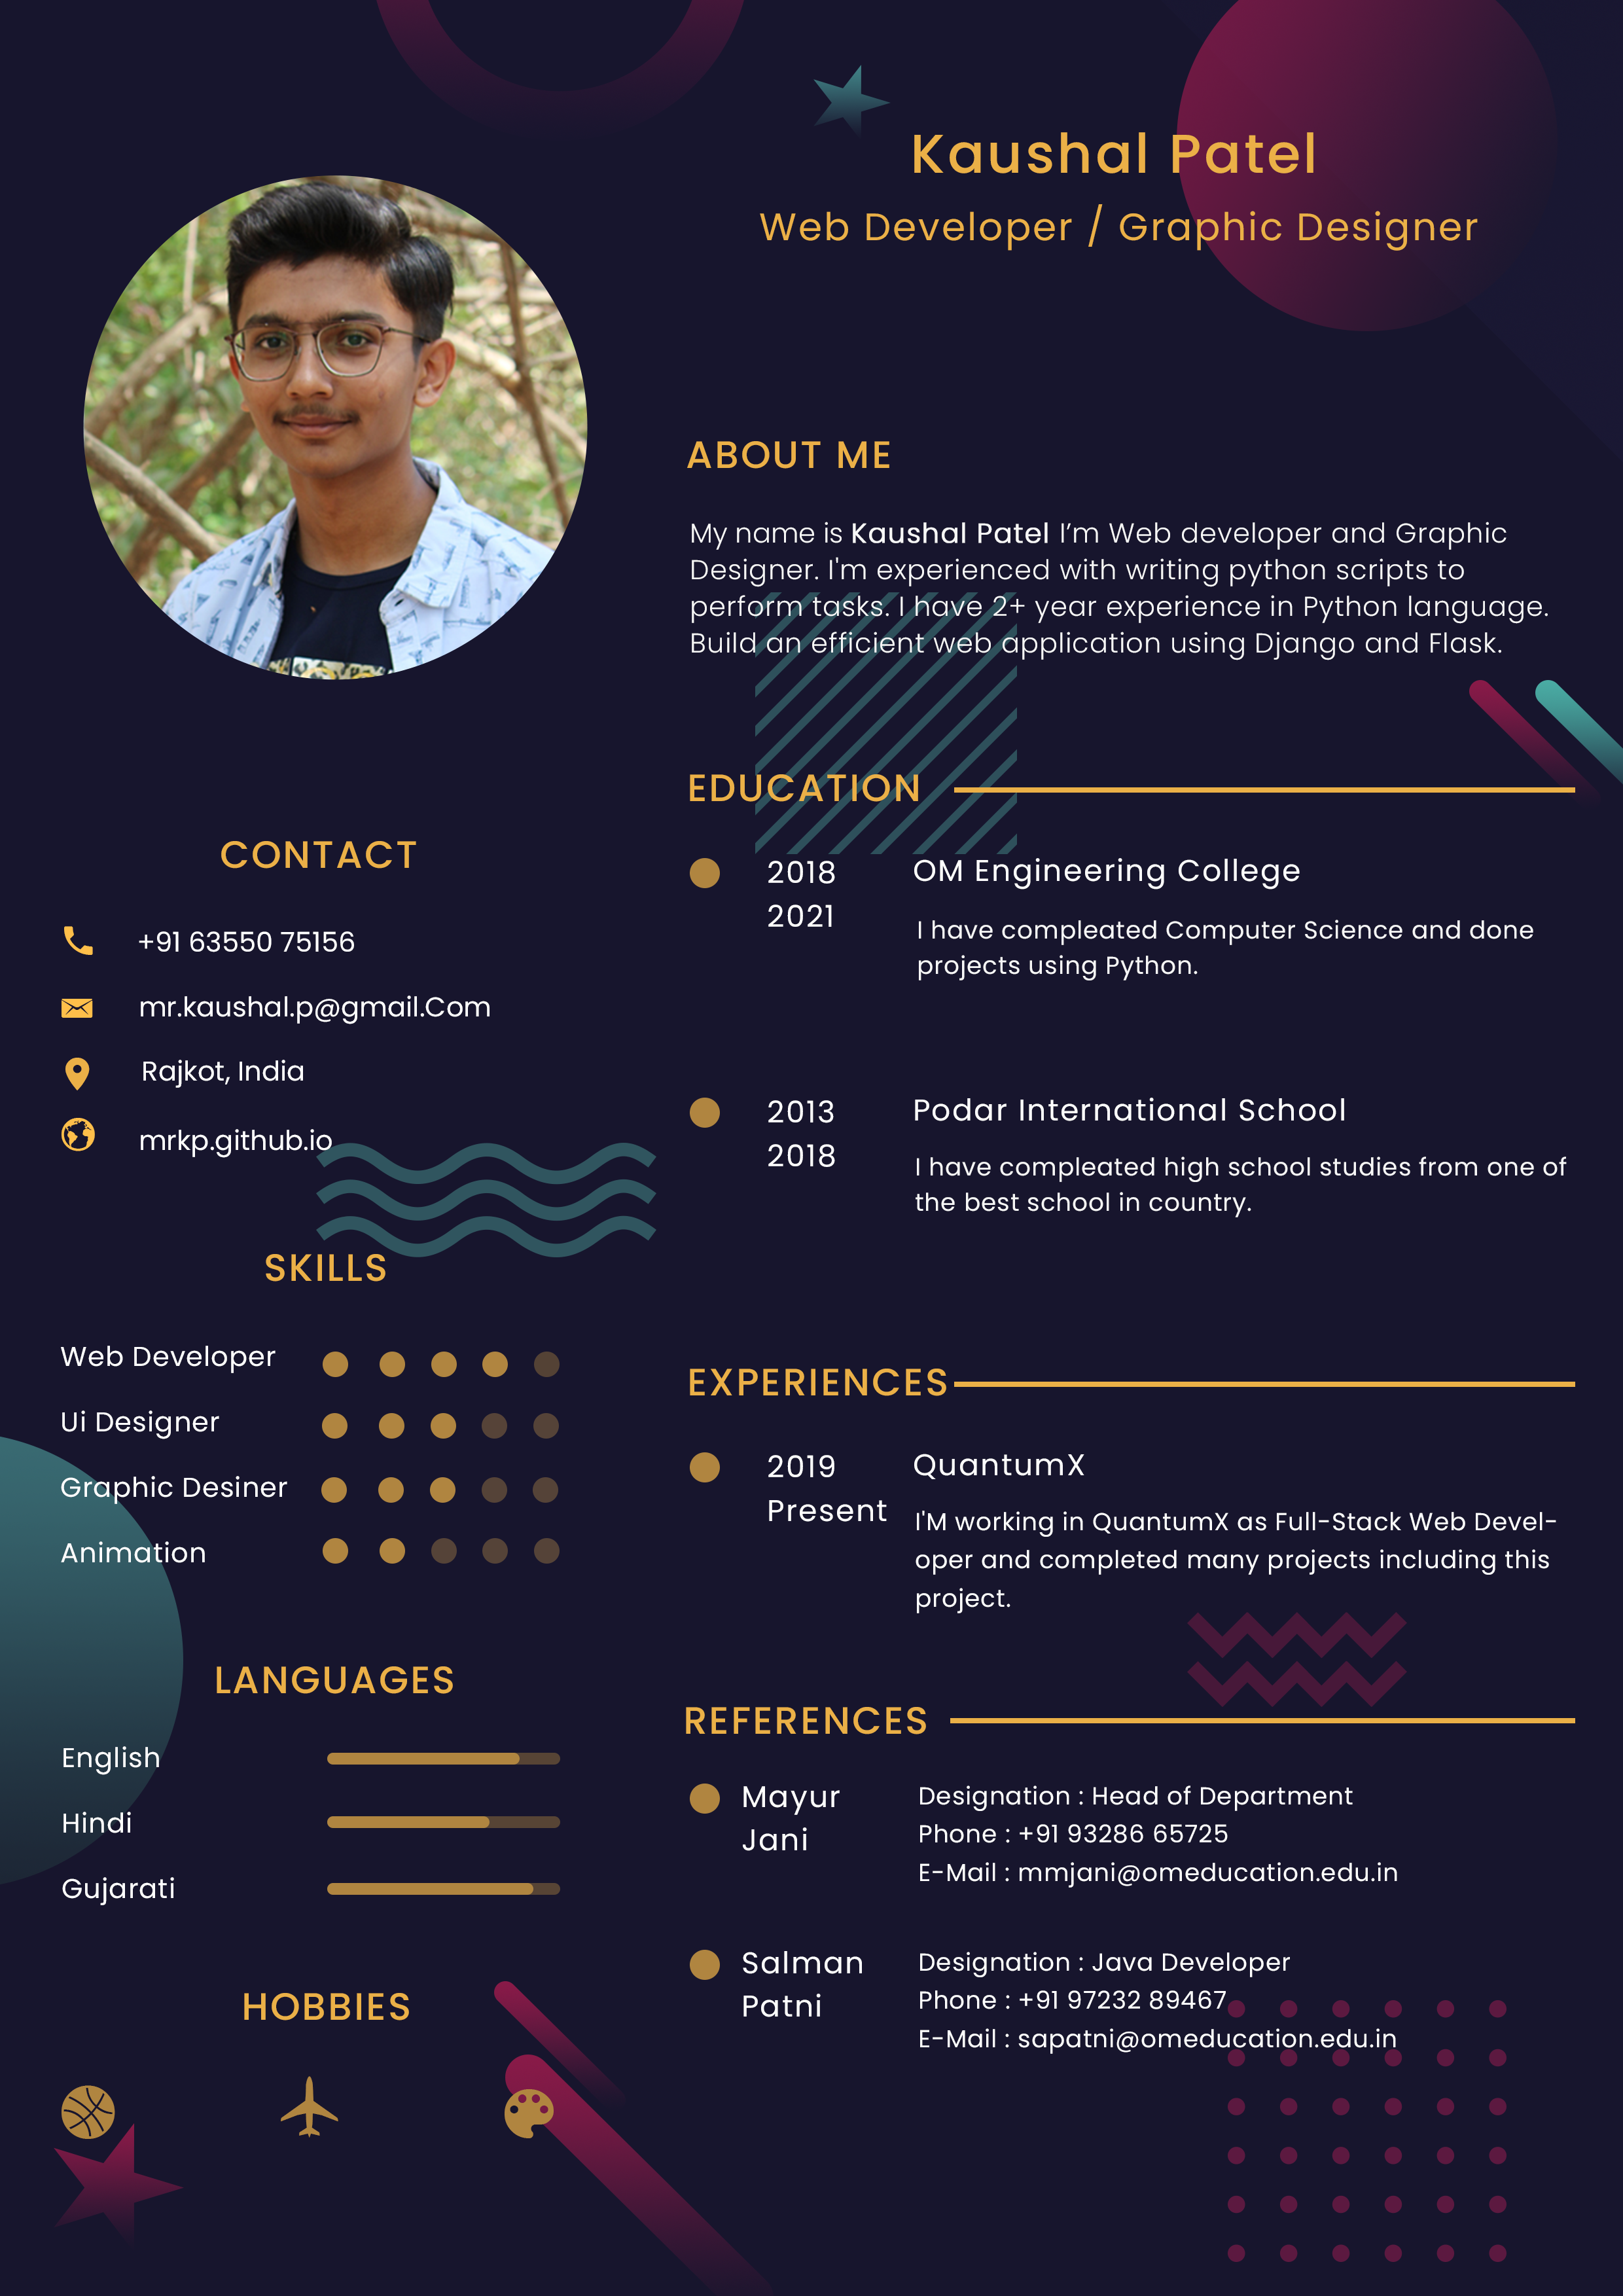 Kaushal Patel
Web Developer / Graphic Designer
ABOUT ME
My name is Kaushal Patel I’m Web developer and Graphic
Designer. I'm experienced with writing python scripts to
perform tasks. I have 2+ year experience in Python language.
Build an efficient web application using Django and Flask.
EDUCATION
2018
2021
OM Engineering College
I have compleated Computer Science and done
projects using Python.
2013
2018
Podar International School
I have compleated high school studies from one of
the best school in country.
EXPERIENCES
2019
Present
QuantumX
I'M working in QuantumX as Full-Stack Web Devel-
oper and completed many projects including this
project.
REFERENCES
Mayur
Jani
Designation : Head of Department
Phone : +91 93286 65725
E-Mail : mmjani@omeducation.edu.in
Salman
Patni
Designation : Java Developer
Phone : +91 97232 89467
E-Mail : sapatni@omeducation.edu.in
CONTACT
+91 63550 75156
mr.kaushal.p@gmail.Com
Rajkot, India
mrkp.github.io
SKILLS
Web Developer
Ui Designer
Graphic Desiner
Animation
LANGUAGES
English
Hindi
Gujarati
HOBBIES